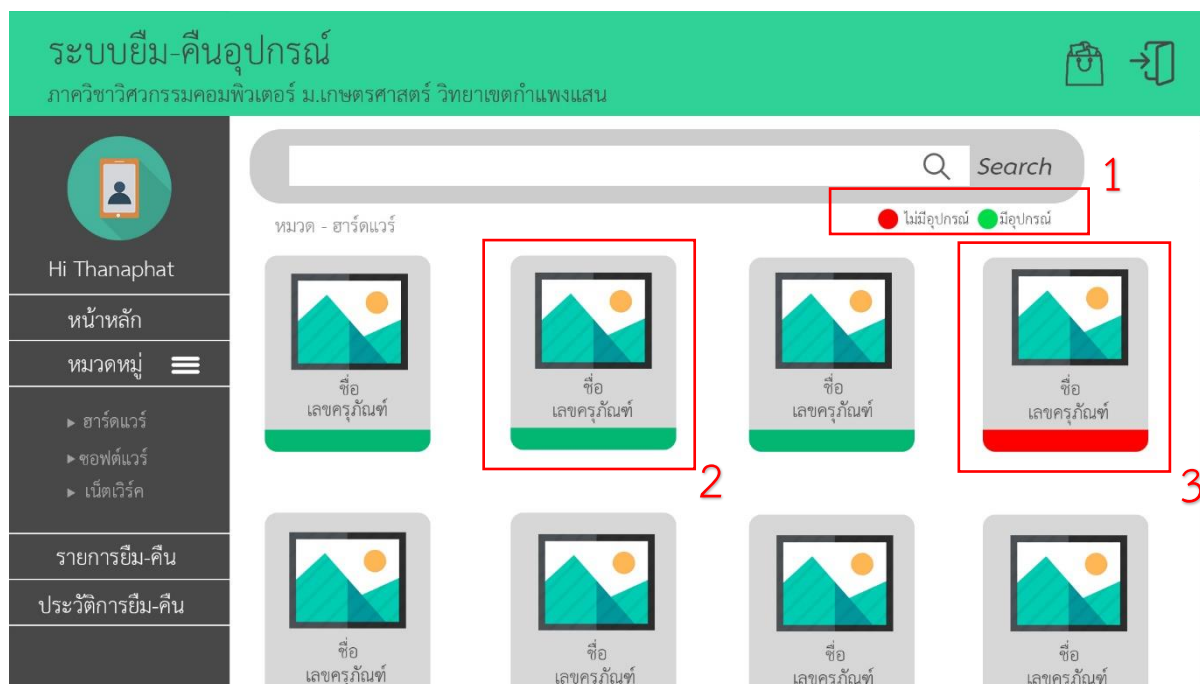 ระบบยืม-คืนอุปกรณ์
ภาควิชาวิศวกรรมคอมพิวเตอร์ ม.เกษตรศาสตร์ วิทยาเขตกำแพงแสน
Hi Thanaphat
หน้าหลัก
หมวดหมู่
ฮาร์ดแวร์
ซอฟต์แวร์
เน็ตเวิร์ค
รายการยืม-คืน
ประวัติการยืม-คืน
Search
1
ไม่มีอุปกรณ์ มีอุปกรณ์
หมวด - ฮาร์ดแวร์
ชื่อ
เลขครุภัณฑ์
ชื่อ
เลขครุภัณฑ์
2
ชื่อ
เลขครุภัณฑ์
ชื่อ
เลขครุภัณฑ์
3
ชื่อ
เลขครุภัณฑ์
ชื่อ
เลขครุภัณฑ์
ชื่อ
เลขครุภัณฑ์
ชื่อ
เลขครุภัณฑ์